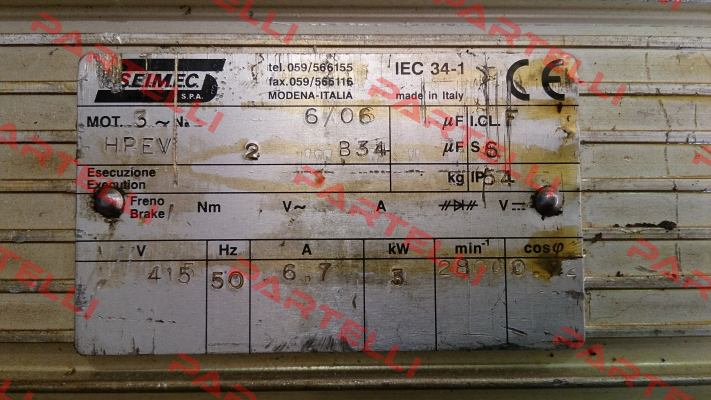 SEIMEC S.P.A.
tel.059/566155
fax.059/565116
MODENA-ITALIA
IEC 34-1
made in Italy
CE
MOT. 3~ N. 6/06 µF I.CL. F
HPEV 2 B34 µF S 6
Esecuzione
Execution
kg IP 54
Freno
Brake
Nm V~ A V
V Hz A kW min-1 cosφ
415 50 6.7 3
PARTELLI